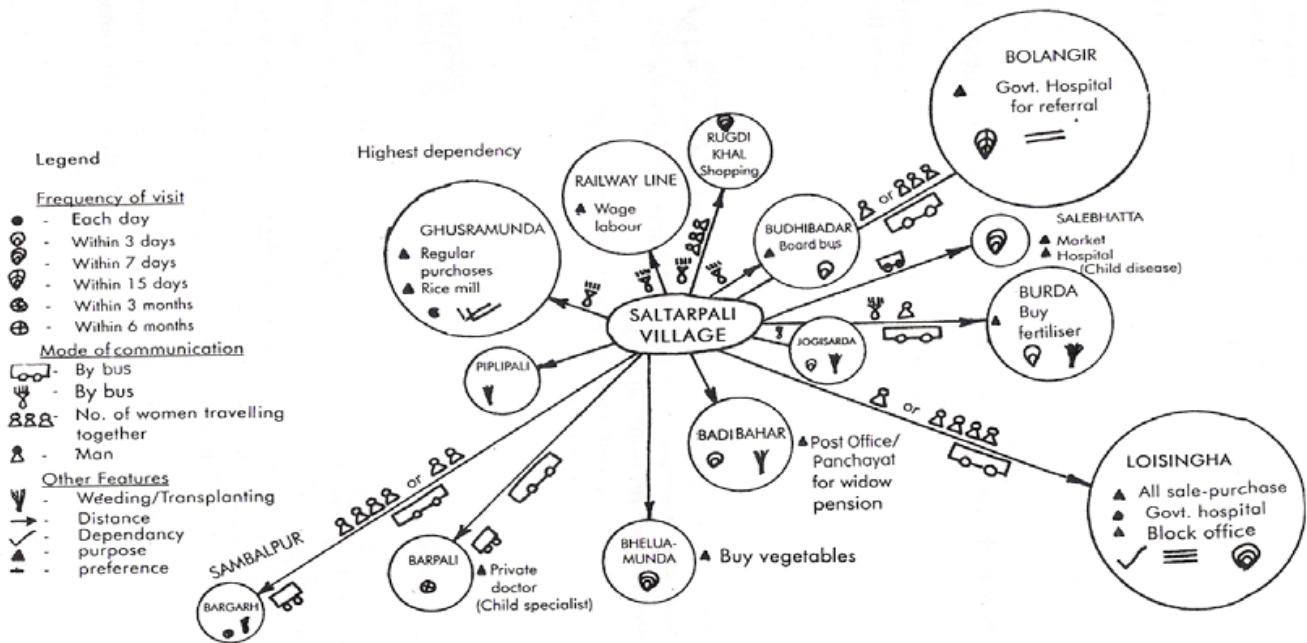 Legend
Frequency of visit
- Each day
- Within 3 days
- Within 7 days
- Within 15 days
- Within 3 months
- Within 6 months
Mode of communication
- By bus
- By bus
- No. of women travelling
together
- Man
Other Features
- Weeding/Transplanting
- Distance
- Dependancy
- purpose
- preference
Highest dependency
GHUSRAMUNDA
Regular
purchases
Rice mill
RAILWAY LINE
Wage
labour
RUGDI
KHAL
Shopping
BUDHIBADAR
Board bus
or
BOLANGIR
Govt. Hospital
for referral
SALEBHATTA
Market
Hospital
(Child disease)
BURDA
Buy
fertiliser
SALTARPALI
VILLAGE
JOGISARDA
PIPLIPALI
BADIBAHAR
Post Office/
Panchayat
for widow
pension
or
LOISINGHA
All sale-purchase
Govt. hospital
Block office
BHELUA-
MUNDA
Buy vegetables
BARPALI
Private
doctor
(Child specialist)
or
SAMBALPUR
BARGARH